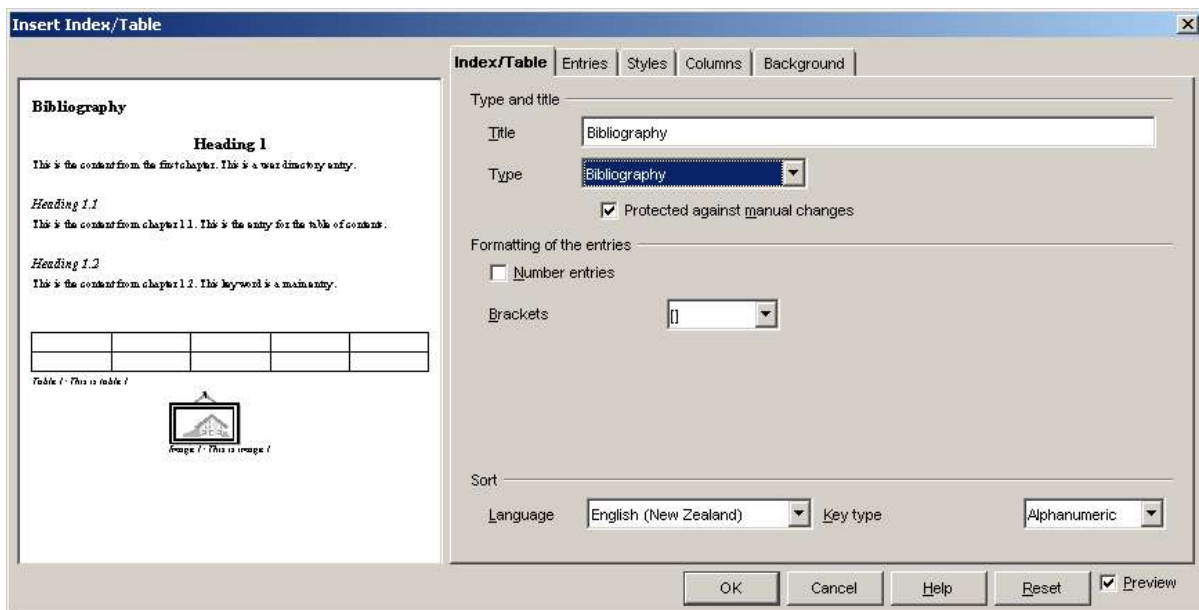 Insert Index/Table
Index/Table Entries Styles Columns Background
Bibliography
Heading 1
This is the content from the first chapter. This is a user directory entry.
Heading 1.1
This is the content from chapter 1.1. This is the entry for the table of contents.
Heading 1.2
This is the content from chapter 1.2. This keyword is a main entry.
Table 1: This is table 1
Image 1: This is image 1
Type and title
Title Bibliography
Type Bibliography
Protected against manual changes
Formatting of the entries
Number entries
Brackets []
Sort
Language English (New Zealand) Key type Alphanumeric
OK Cancel Help Reset Preview